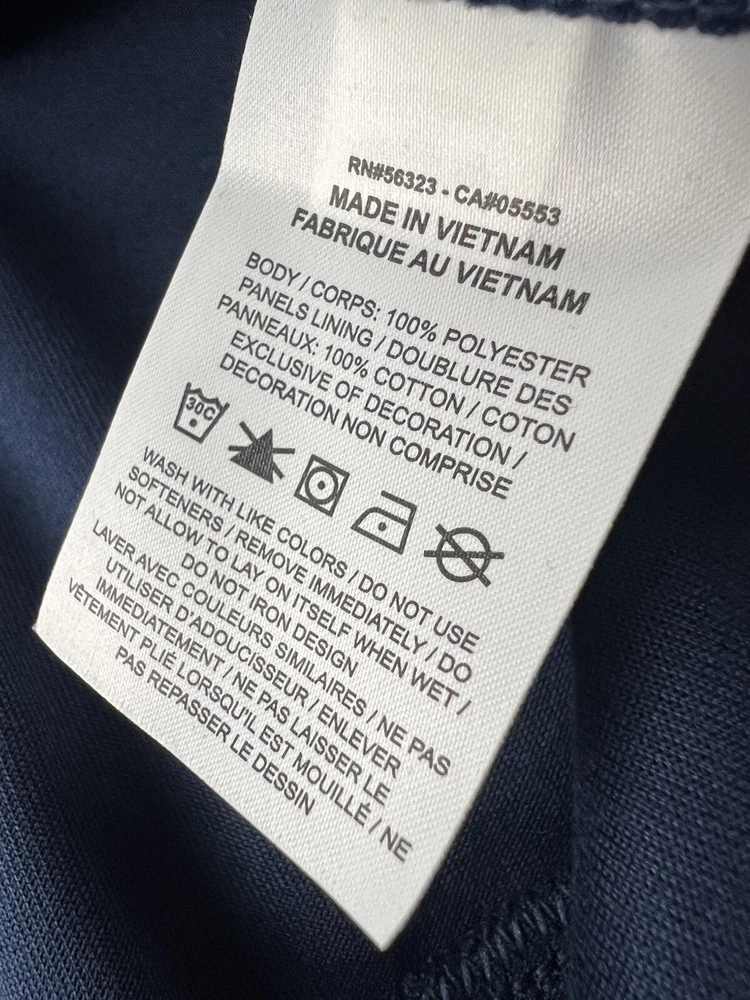 RN#56323 - CA#05553
MADE IN VIETNAM
FABRIQUE AU VIETNAM
BODY / CORPS: 100% POLYESTER
PANELS LINING / DOUBLURE DES
PANNEAUX: 100% COTTON / COTON
EXCLUSIVE OF DECORATION /
DECORATION NON COMPRISE
30C
WASH WITH LIKE COLORS / DO NOT USE
SOFTENERS / REMOVE IMMEDIATELY / DO
NOT ALLOW TO LAY ON ITSELF WHEN WET /
DO NOT IRON DESIGN
LAVER AVEC COULEURS SIMILAIRES / NE PAS
UTILISER D'ADOUCISSEUR / ENLEVER
IMMEDIATEMENT / NE PAS LAISSER LE
VÊTEMENT PLIÉ LORSQU'IL EST MOUILLÉ / NE
PAS REPASSER LE DESSIN